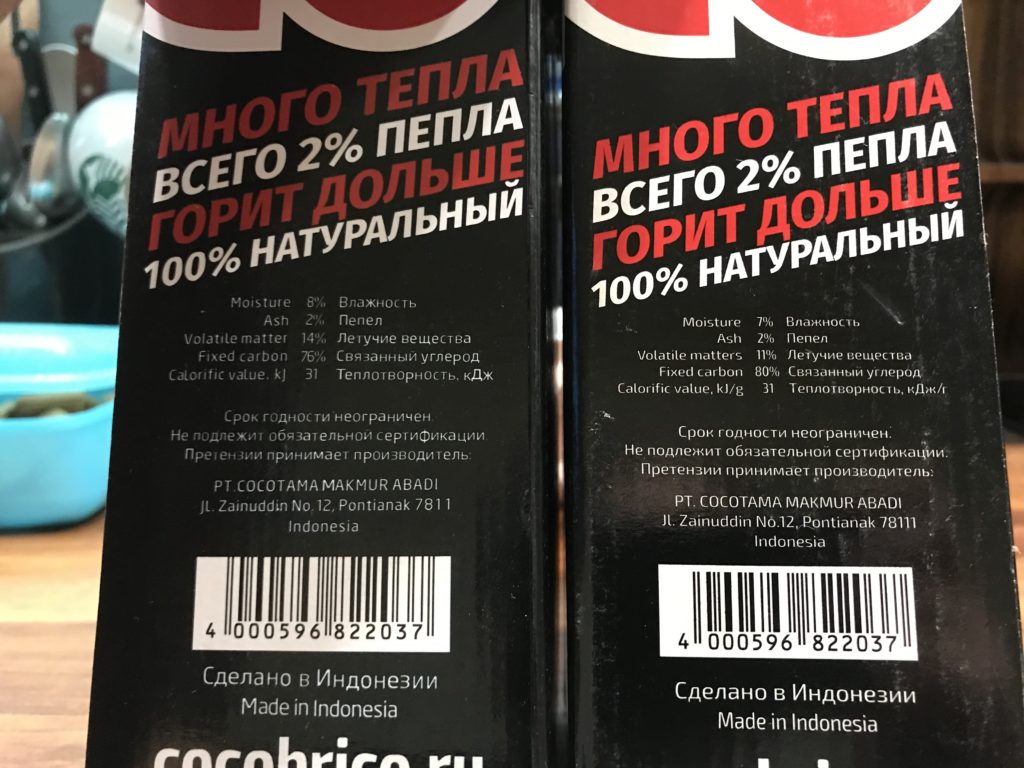 МНОГО ТЕПЛА
ВСЕГО 2% ПЕПЛА
ГОРИТ ДОЛЬШЕ
100% НАТУРАЛЬНЫЙ
Moisture 8% Влажность
Ash 2% Пепел
Volatile matter 14% Летучие вещества
Fixed carbon 76% Связанный углерод
Calorific value, kJ 31 Теплотворность, кДж
Срок годности неограничен.
Не подлежит обязательной сертификации.
Претензии принимает производитель:
PT.COCOTAMA MAKMUR ABADI
Jl. Zainuddin No.12, Pontianak 7811
Indonesia
4 000596 822037
Сделано в Индонезии
Made in Indonesia
cocobrico.ru
МНОГО ТЕПЛА
ВСЕГО 2% ПЕПЛА
ГОРИТ ДОЛЬШЕ
100% НАТУРАЛЬНЫЙ
Moisture 7% Влажность
Ash 2% Пепел
Volatile matters 11% Летучие вещества
Fixed carbon 80% Связанный углерод
Calorific value, kJ/g 31 Теплотворность, кДж/г
Срок годности неограничен.
Не подлежит обязательной сертификации.
Претензии принимает производитель:
PT. COCOTAMA MAKMUR ABADI
Jl. Zainuddin No.12, Pontianak 78111
Indonesia
4 000596 822037
Сделано в Индонезии
Made in Indonesia